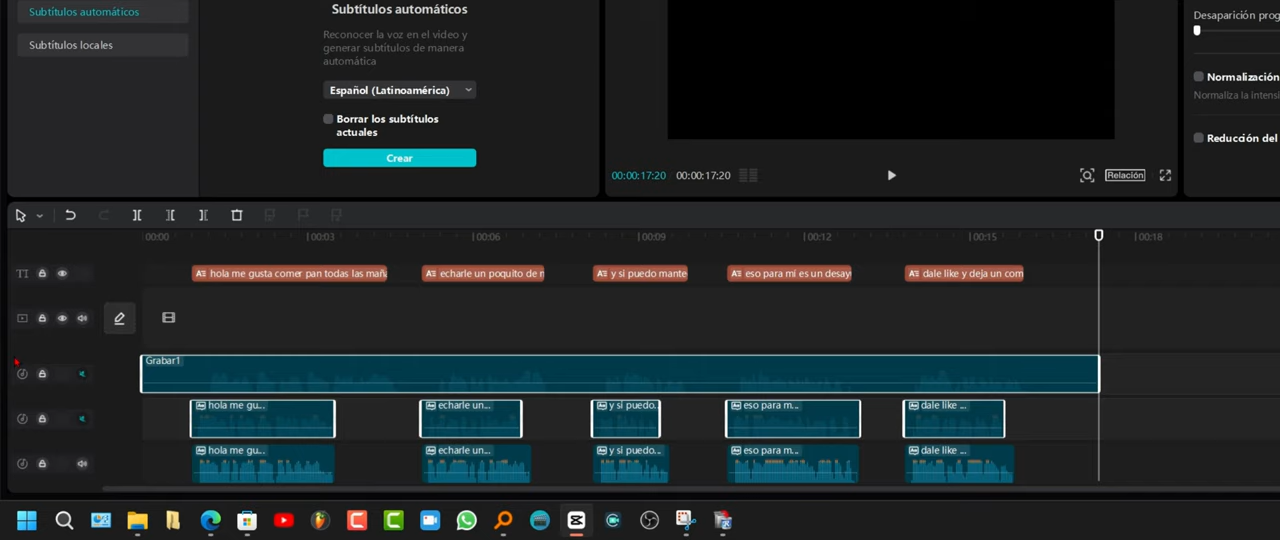 Subtítulos automáticos
Subtítulos locales
Subtítulos automáticos
Reconocer la voz en el video y
generar subtítulos de manera
automática
Español (Latinoamérica)
Borrar los subtítulos
actuales
Crear
00:00:17:20 00:00:17:20
Relación
Desaparición prog
Normalización
Normaliza la intensi
Reducción del
00:00 |00:03 |00:06 |00:09 |00:12 |00:15 |00:18
TI
hola me gusta comer pan todas las maña echarle un poquito de m y si puedo mante eso para mí es un desay dale like y deja un com
Grabar1
hola me gu... echarle un... y si puedo... eso para m... dale like ...
hola me gu... echarle un... y si puedo... eso para m... dale like ...